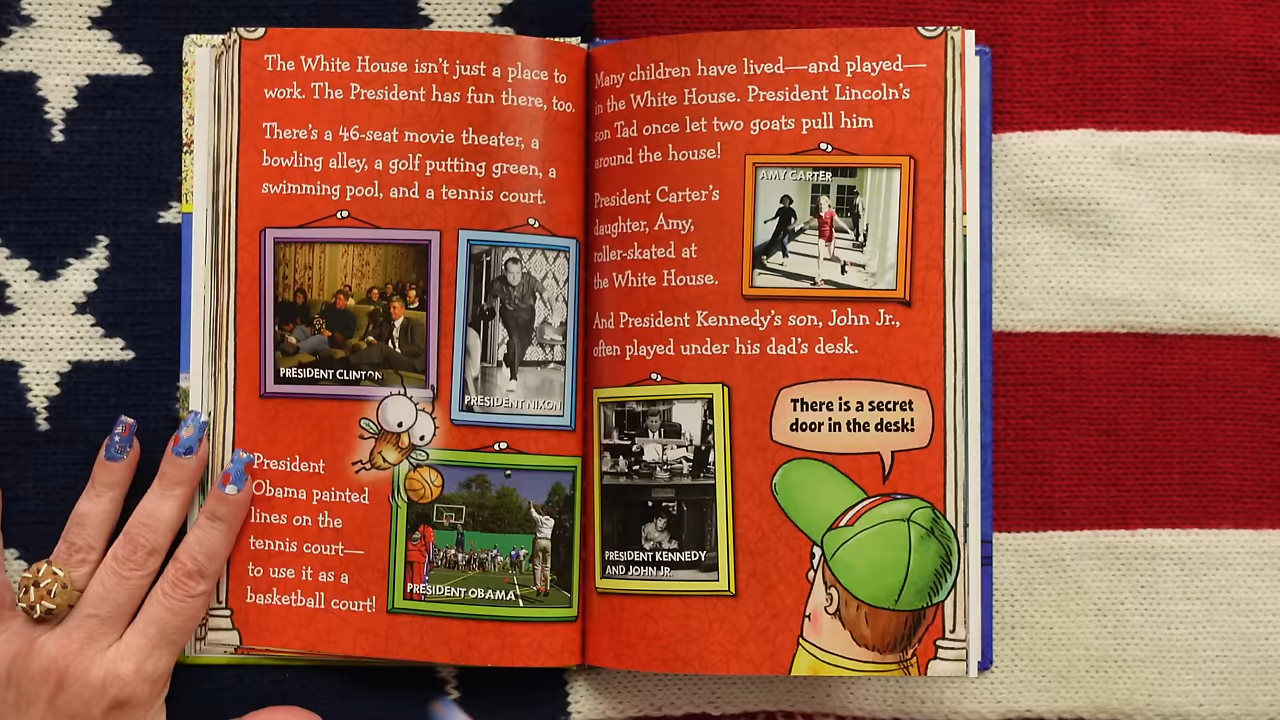 The White House isn't just a place to
work. The President has fun there, too.
There's a 46-seat movie theater, a
bowling alley, a golf putting green, a
swimming pool, and a tennis court.
PRESIDENT CLINTON
PRESIDENT NIXON
President
Obama painted
lines on the
tennis court—
to use it as a
basketball court!
PRESIDENT OBAMA
Many children have lived—and played—
in the White House. President Lincoln's
son Tad once let two goats pull him
around the house!
AMY CARTER
President Carter's
daughter, Amy,
roller-skated at
the White House.
And President Kennedy's son, John Jr.,
often played under his dad's desk.
PRESIDENT KENNEDY
AND JOHN JR.
There is a secret
door in the desk!